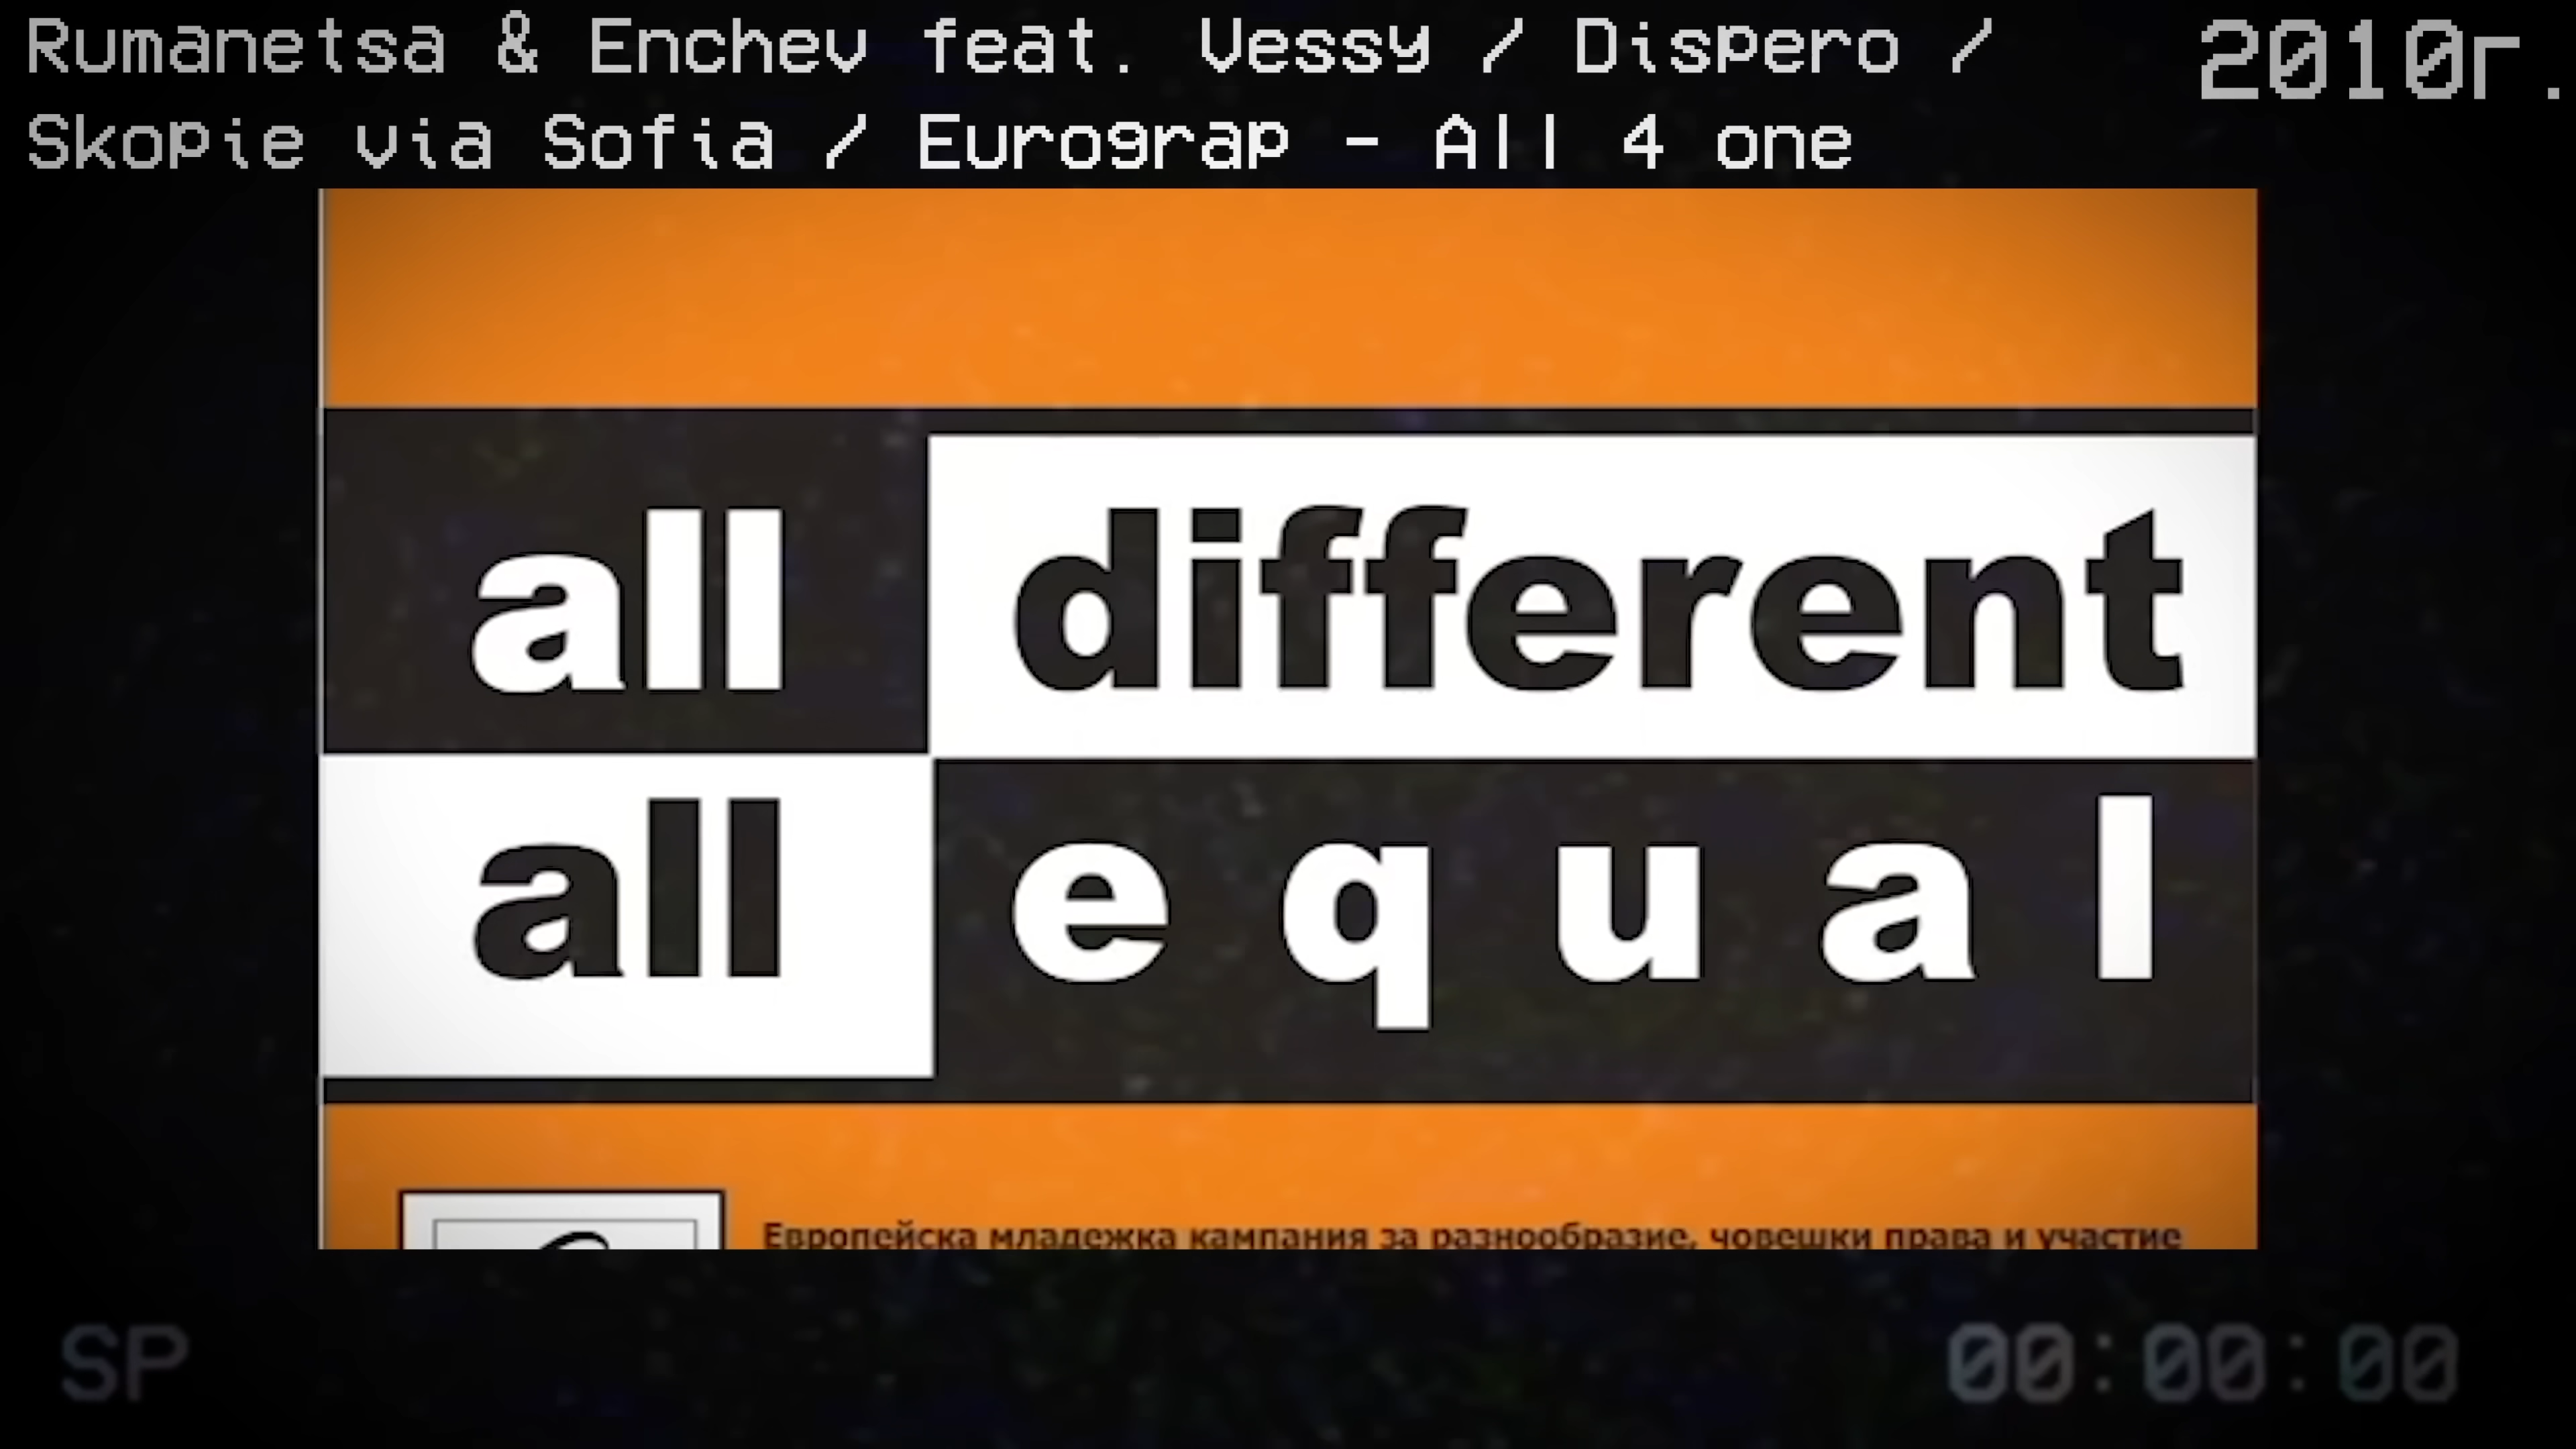 Rumanetsa & Enchev feat. Vessy / Dispero /
Skopie via Sofia / Eurograp - All 4 one
2010г.
all different
all equal
Европейска младежка кампания за разнообразие, човешки права и участие
SP
00:00:00